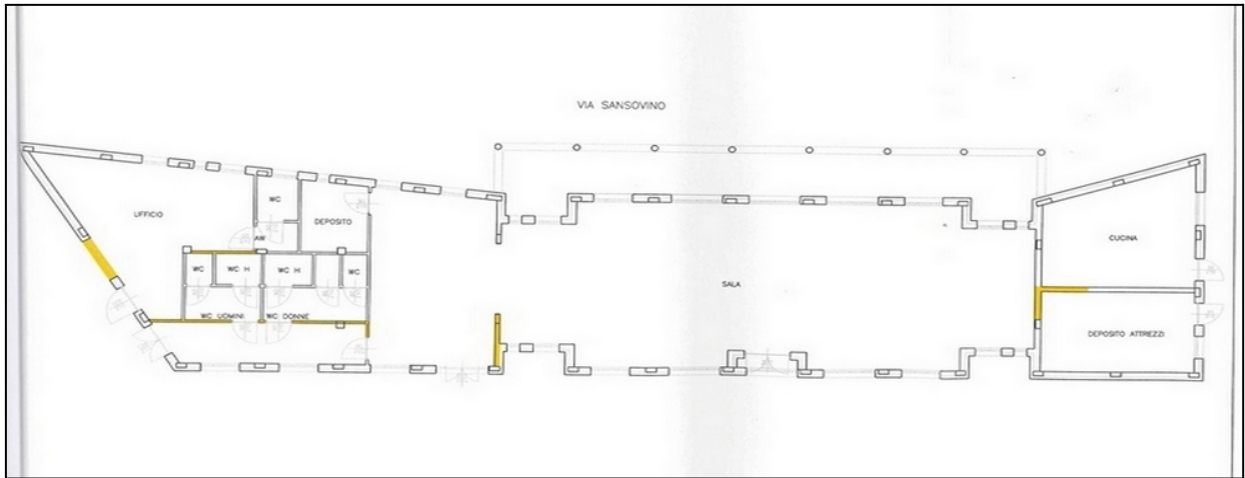 VIA SANSOVINO
WC
UFFICIO
DEPOSITO
AW
CUCINA
WC
WC H
WC H
WC
SALA
WC UOMINI
WC DONNE
DEPOSITO ATTREZZI